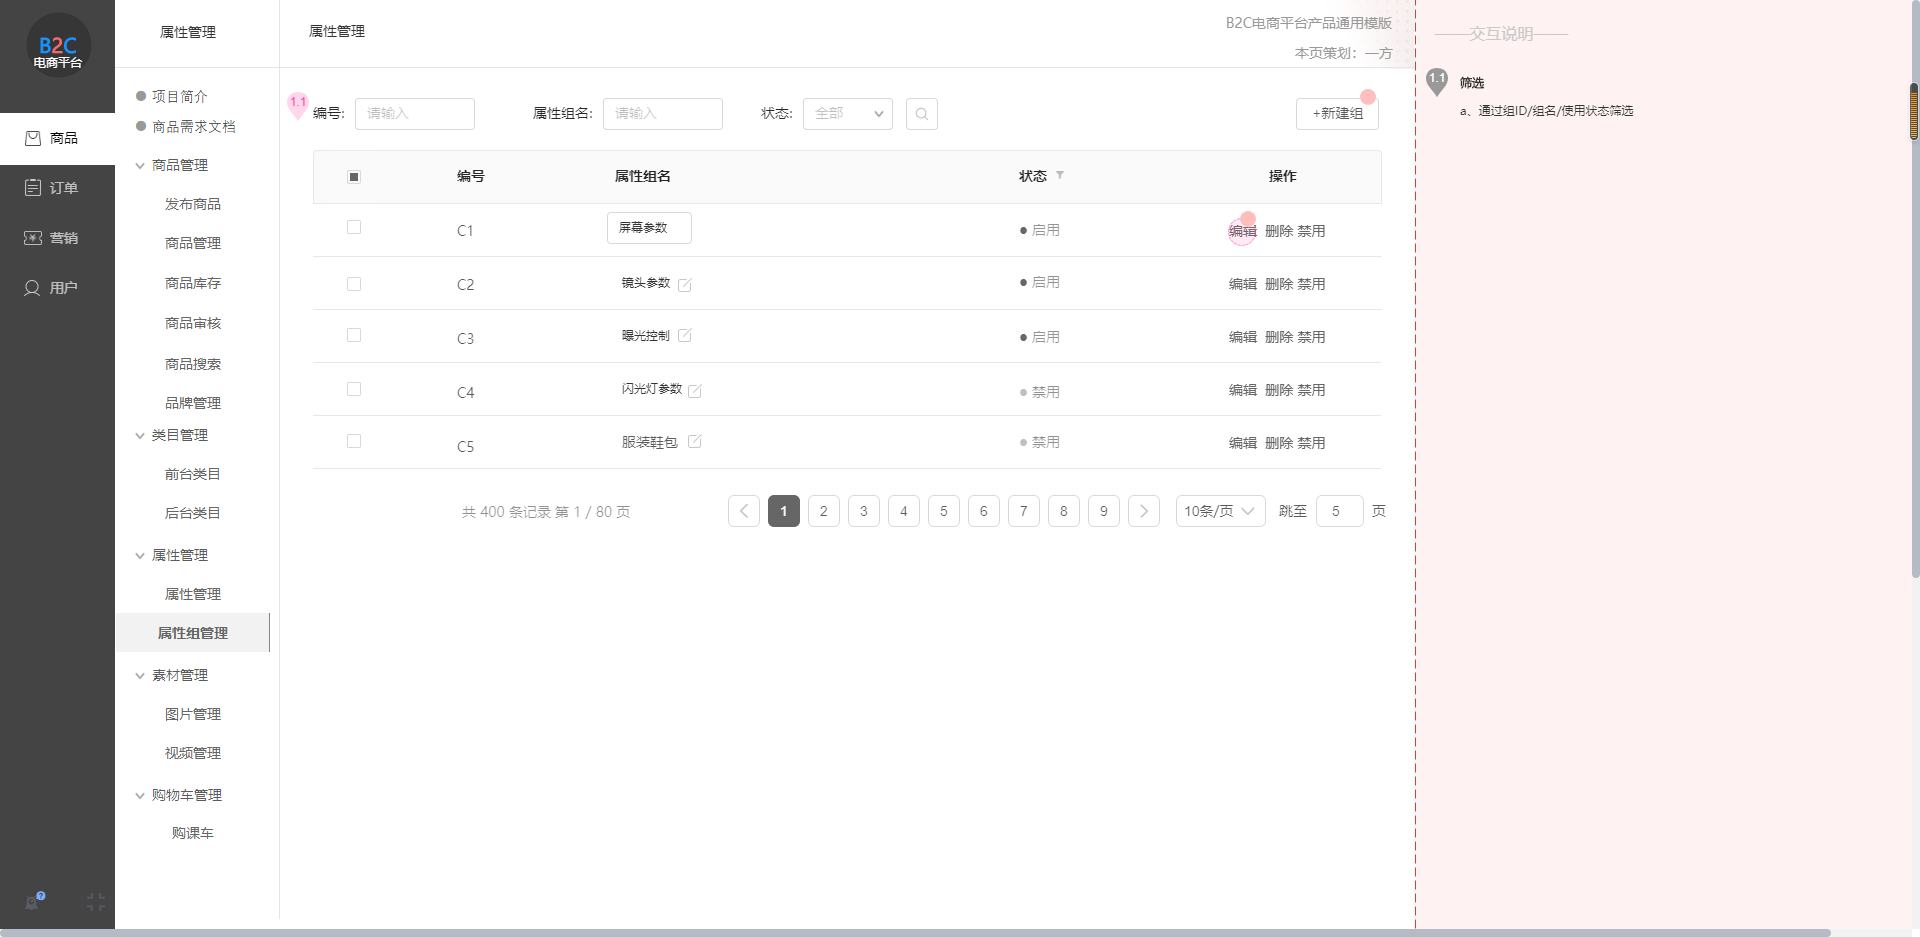 B2C
电商平台
商品
订单
营销
用户
属性管理
项目简介
商品需求文档
商品管理
发布商品
商品管理
商品库存
商品审核
商品搜索
品牌管理
类目管理
前台类目
后台类目
属性管理
属性管理
属性组管理
素材管理
图片管理
视频管理
购物车管理
购课车
属性管理
B2C电商平台产品通用模版
本页策划：一方
1.1
编号: 请输入 属性组名: 请输入 状态: 全部 +新建组
编号 属性组名 状态 操作
C1 屏幕参数 启用 编辑 删除 禁用
C2 镜头参数 启用 编辑 删除 禁用
C3 曝光控制 启用 编辑 删除 禁用
C4 闪光灯参数 禁用 编辑 删除 禁用
C5 服装鞋包 禁用 编辑 删除 禁用
共 400 条记录 第 1 / 80 页 1 2 3 4 5 6 7 8 9 10条/页 跳至 5 页
——交互说明——
1.1 筛选
a、通过组ID/组名/使用状态筛选
?